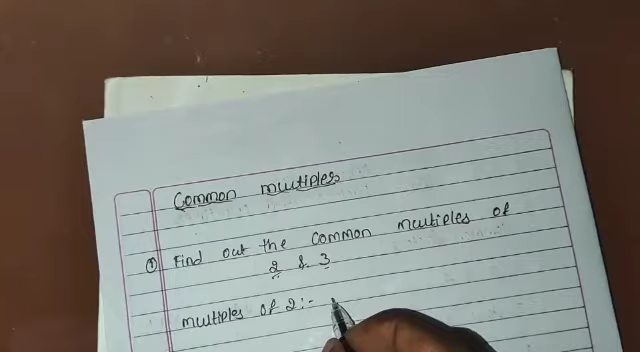 Common multiples
① Find out the common multiples of
2 & 3
multiples of 2:-